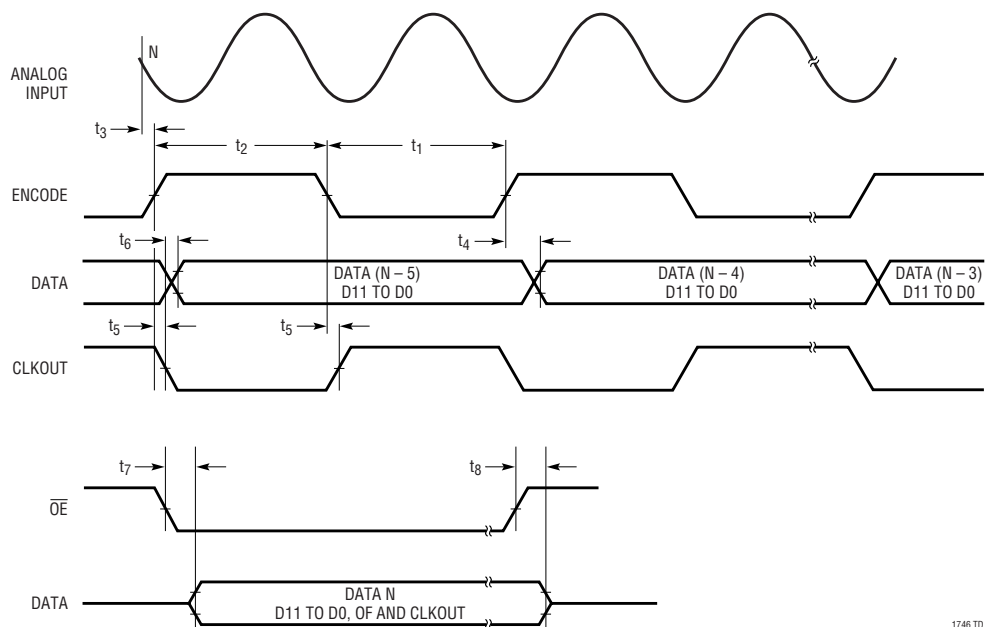 N
ANALOG
INPUT
t3
t2
t1
ENCODE
t6
t4
DATA
DATA (N – 5)
D11 TO D0
DATA (N – 4)
D11 TO D0
DATA (N – 3)
D11 TO D0
t5
t5
CLKOUT
t7
t8
OE
DATA
DATA N
D11 TO D0, OF AND CLKOUT
1746 TD